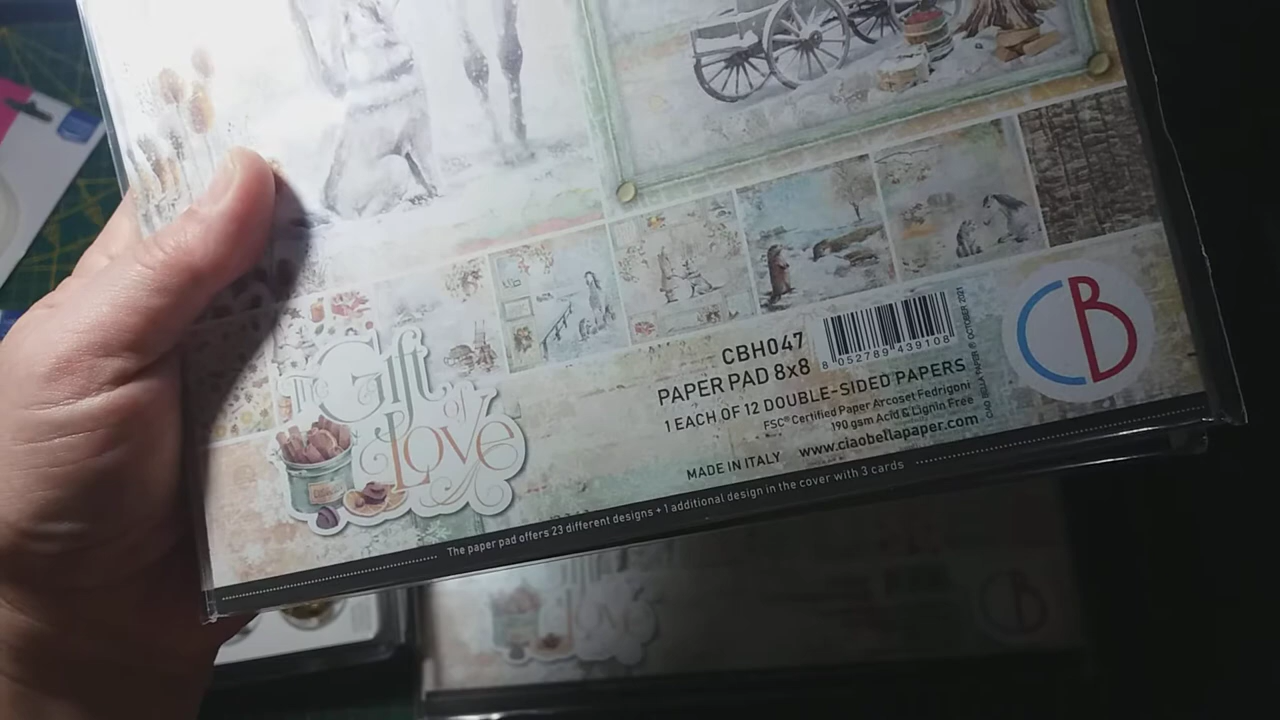 The Gift
of
Love
CBH047
PAPER PAD 8x8
1 EACH OF 12 DOUBLE-SIDED PAPERS
FSC® Certified Paper Arcoset Fedrigoni
190 gsm Acid & Lignin Free
MADE IN ITALY www.ciaobellapaper.com
8 052789 439108
CIAO BELLA PAPER ® OCTOBER 2021
CB
The paper pad offers 23 different designs + 1 additional design in the cover with 3 cards
CB